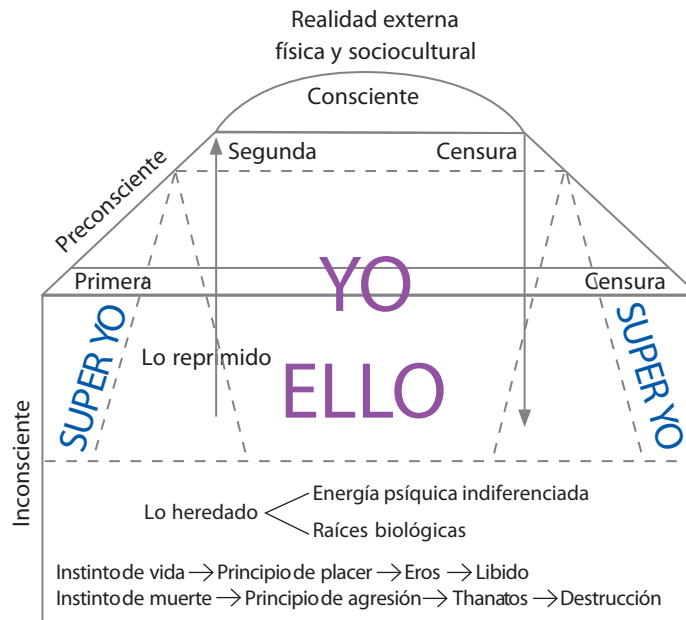 Realidad externa
física y sociocultural
Consciente
Segunda Censura
Preconsciente
YO
Primera Censura
SUPER YO
SUPER YO
Lo reprimido
ELLO
Inconsciente
Energía psíquica indiferenciada
Lo heredado
Raíces biológicas
Instinto de vida → Principio de placer → Eros → Libido
Instinto de muerte → Principio de agresión → Thanatos → Destrucción